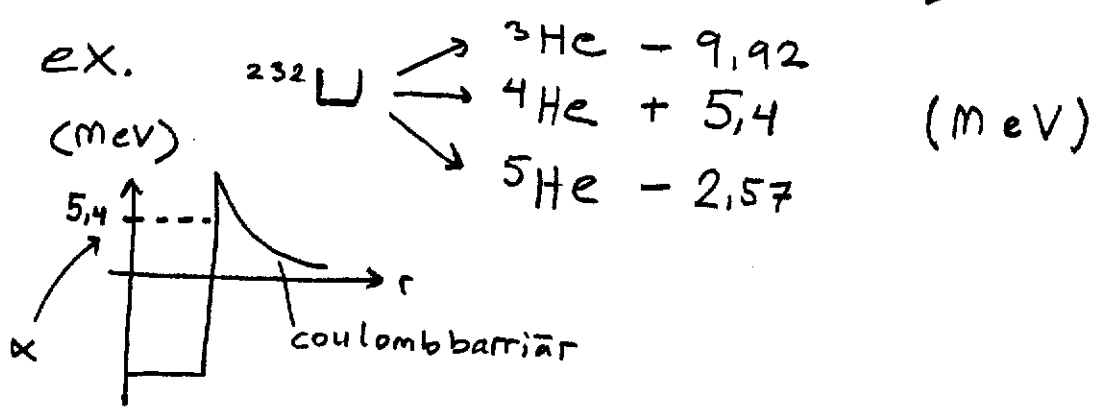 ex.
²³²U
³He - 9,92
⁴He + 5,4
⁵He - 2,57
(MeV)
(MeV)
5,4
r
α
coulombbarriär